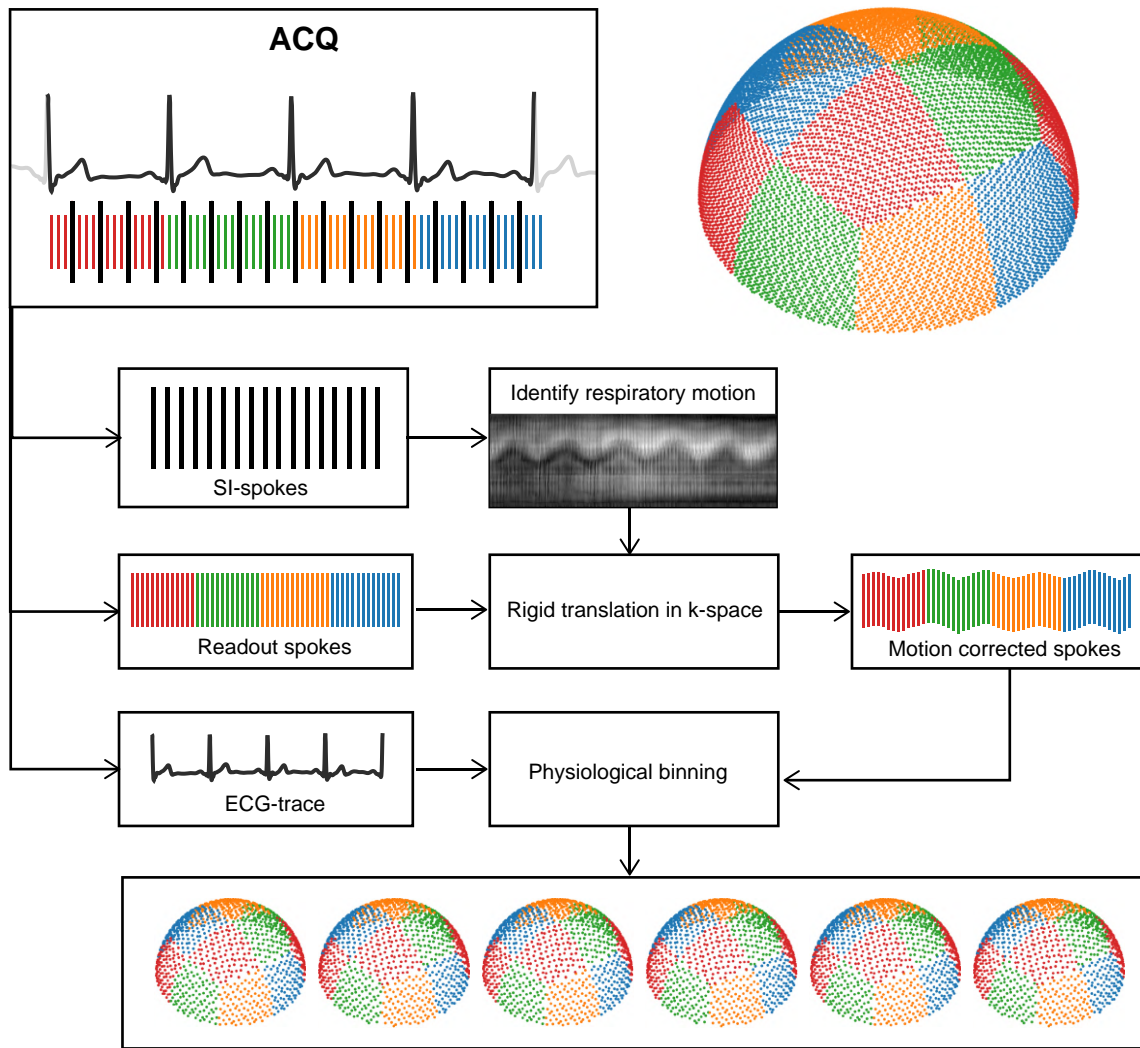 ACQ
Identify respiratory motion
SI-spokes
Rigid translation in k-space
Readout spokes
Motion corrected spokes
Physiological binning
ECG-trace